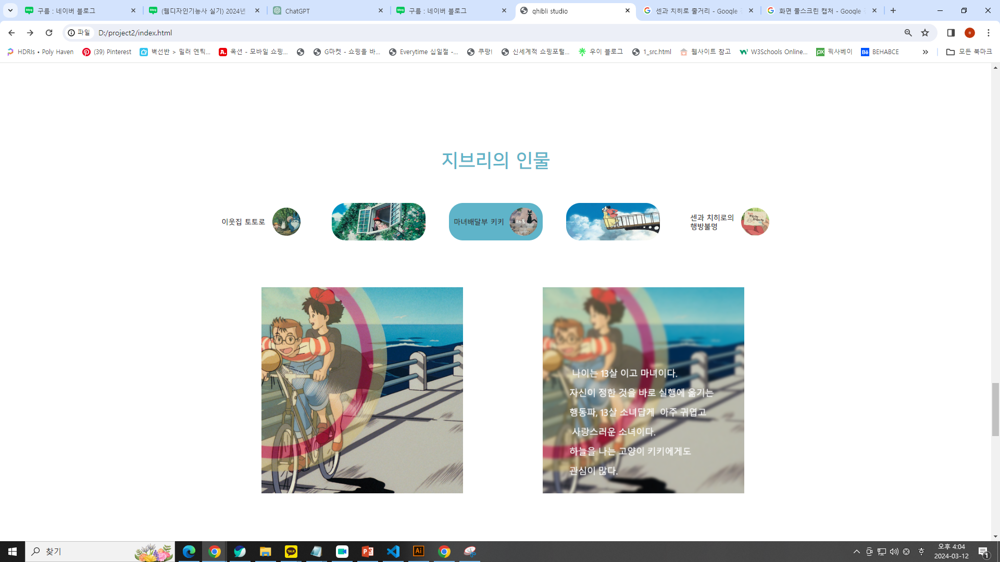 구름 : 네이버 블로그
(웹디자인기능사 실기) 2024년
ChatGPT
구름 : 네이버 블로그
ghibli studio
센과 치히로 줄거리 - Google
화면 풀스크린 캡처 - Google
파일
D:/project2/index.html
HDRIs • Poly Haven
(39) Pinterest
벽선반 > 밀러 엔틱...
옥션 - 모바일 쇼핑...
G마켓 - 쇼핑을 바...
Everytime 십일절 -...
쿠팡!
신세계적 쇼핑포털...
우이 블로그
1_src.html
웹사이트 참고
W3Schools Online...
픽사베이
BEHABCE
모든 북마크
지브리의 인물
이웃집 토토로
마녀배달부 키키
센과 치히로의
행방불명
나이는 13살 이고 마녀이다.
자신이 정한 것을 바로 실행에 옮기는
행동파, 13살 소녀답게 아주 귀엽고
사랑스러운 소녀이다.
하늘을 나는 고양이 키키에게도
관심이 많다.
찾기
오후 4:04
2024-03-12